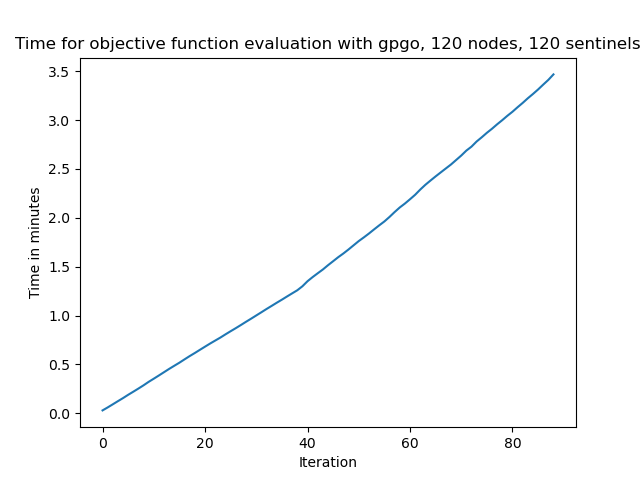 Time for objective function evaluation with gpgo, 120 nodes, 120 sentinels
3.5
3.0
2.5
2.0
1.5
1.0
0.5
0.0
Time in minutes
0 20 40 60 80
Iteration